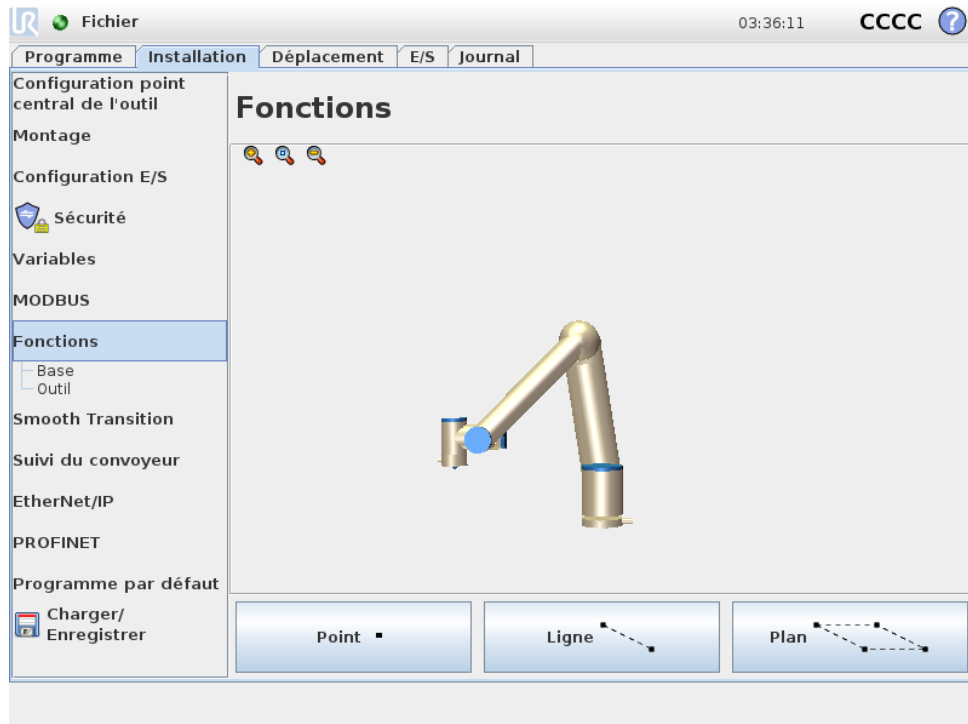 UR Fichier 03:36:11 CCCC ?
Programme Installation Déplacement E/S Journal
Configuration point
central de l'outil
Montage
Configuration E/S
Sécurité
Variables
MODBUS
Fonctions
Base
Outil
Smooth Transition
Suivi du convoyeur
EtherNet/IP
PROFINET
Programme par défaut
Charger/
Enregistrer
Fonctions
Point
Ligne
Plan